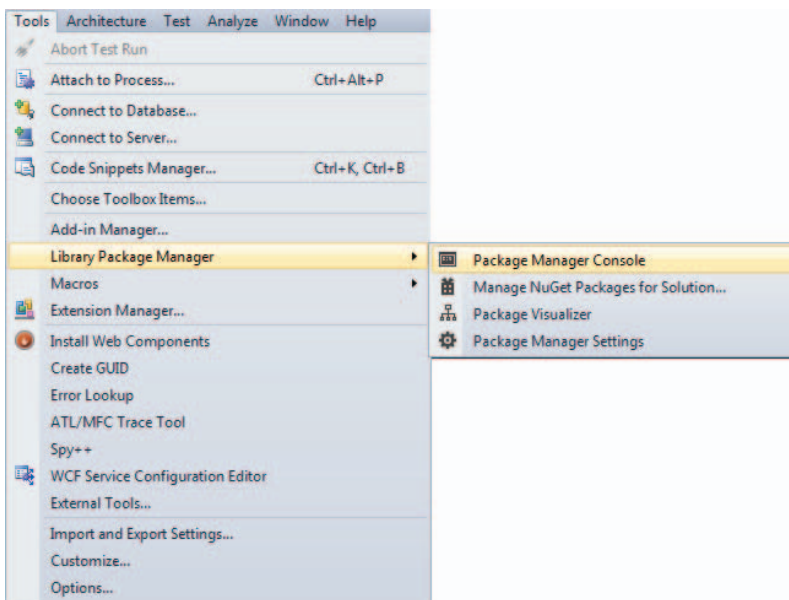 Tools Architecture Test Analyze Window Help
Abort Test Run
Attach to Process... Ctrl+Alt+P
Connect to Database...
Connect to Server...
Code Snippets Manager... Ctrl+K, Ctrl+B
Choose Toolbox Items...
Add-in Manager...
Library Package Manager
Package Manager Console
Macros
Manage NuGet Packages for Solution...
Extension Manager...
Package Visualizer
Install Web Components
Package Manager Settings
Create GUID
Error Lookup
ATL/MFC Trace Tool
Spy++
WCF Service Configuration Editor
External Tools...
Import and Export Settings...
Customize...
Options...